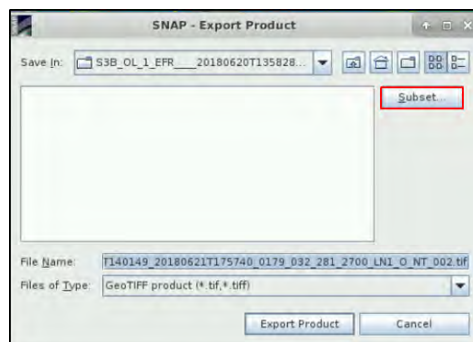 SNAP - Export Product
Save In: S3B_OL_1_EFR____20180620T135828...
Subset...
File Name: T140149_20180621T175740_0179_032_281_2700_LN1_O_NT_002.tif
Files of Type: GeoTIFF product (*.tif,*.tiff)
Export Product Cancel